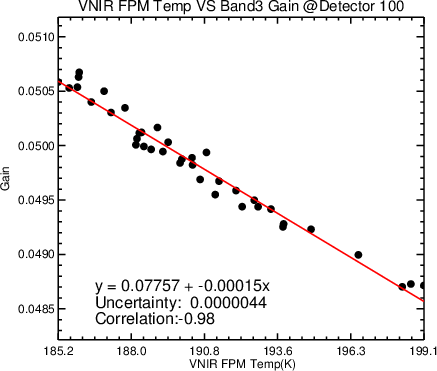 VNIR FPM Temp VS Band3 Gain @Detector 100
0.0510
0.0505
0.0500
0.0495
0.0490
0.0485
Gain
y = 0.07757 + -0.00015x
Uncertainty: 0.0000044
Correlation:-0.98
185.2 188.0 190.8 193.6 196.3 199.1
VNIR FPM Temp(K)